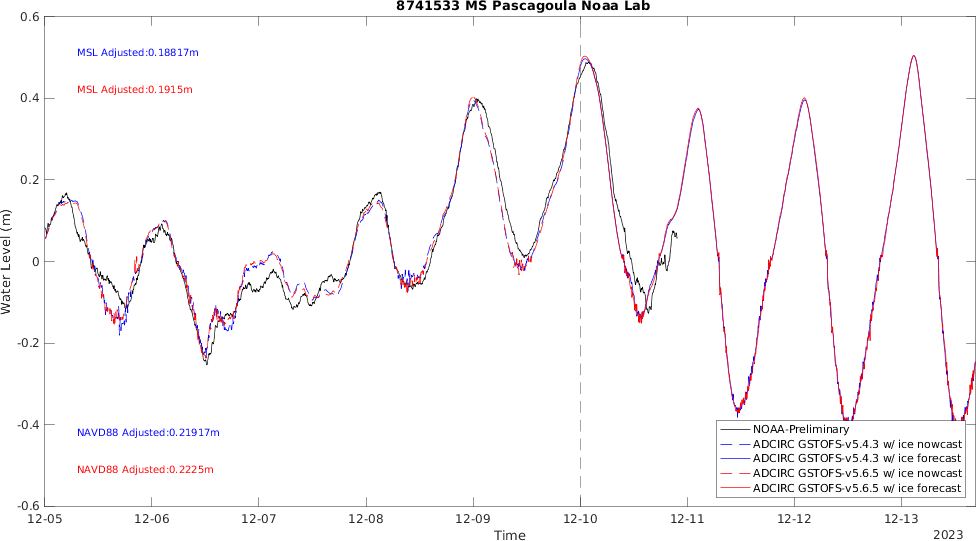 8741533 MS Pascagoula Noaa Lab
0.6
MSL Adjusted:0.18817m
MSL Adjusted:0.1915m
0.4
0.2
0
-0.2
-0.4
-0.6
Water Level (m)
NAVD88 Adjusted:0.21917m
NAVD88 Adjusted:0.2225m
NOAA-Preliminary
ADCIRC GSTOFS-v5.4.3 w/ ice nowcast
ADCIRC GSTOFS-v5.4.3 w/ ice forecast
ADCIRC GSTOFS-v5.6.5 w/ ice nowcast
ADCIRC GSTOFS-v5.6.5 w/ ice forecast
12-05 12-06 12-07 12-08 12-09 12-10 12-11 12-12 12-13
Time
2023